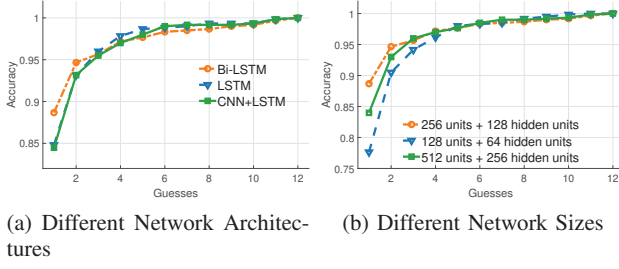 Accuracy
1
0.95
0.9
0.85
Bi-LSTM
LSTM
CNN+LSTM
2
4
6
8
10
12
Guesses
(a) Different Network Architec-
tures
Accuracy
1
0.95
0.9
0.85
0.8
0.75
256 units + 128 hidden units
128 units + 64 hidden units
512 units + 256 hidden units
2
4
6
8
10
12
Guesses
(b) Different Network Sizes